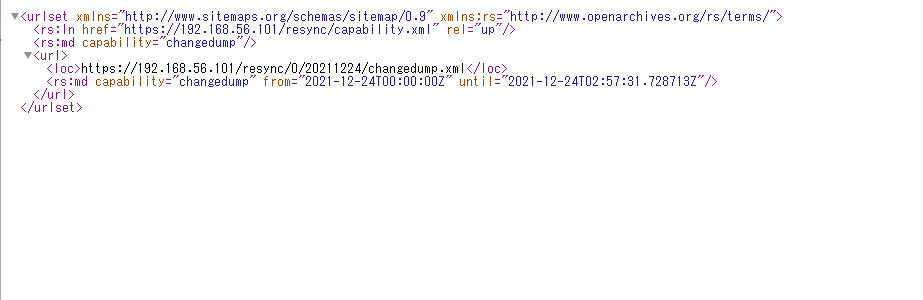 <urlset xmlns="http://www.sitemaps.org/schemas/sitemap/0.9" xmlns:rs="http://www.openarchives.org/rs/terms/">
<rs:ln href="https://192.168.56.101/resync/capability.xml" rel="up"/>
<rs:md capability="changedump"/>
<url>
<loc>https://192.168.56.101/resync/0/20211224/changedump.xml</loc>
<rs:md capability="changedump" from="2021-12-24T00:00:00Z" until="2021-12-24T02:57:31.728713Z"/>
</url>
</urlset>